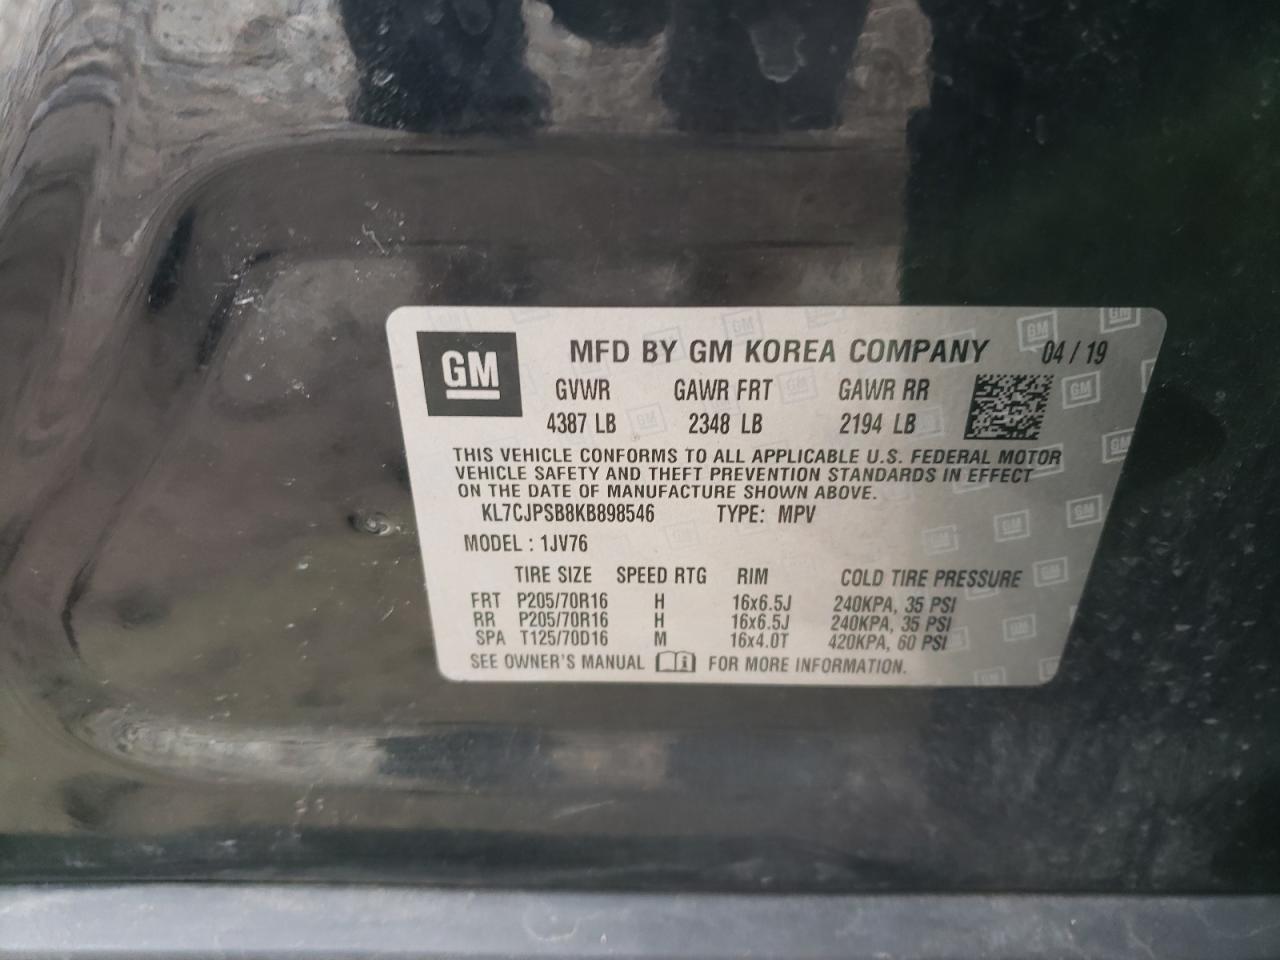 GM
MFD BY GM KOREA COMPANY 04 / 19
GVWR GAWR FRT GAWR RR
4387 LB 2348 LB 2194 LB
THIS VEHICLE CONFORMS TO ALL APPLICABLE U.S. FEDERAL MOTOR
VEHICLE SAFETY AND THEFT PREVENTION STANDARDS IN EFFECT
ON THE DATE OF MANUFACTURE SHOWN ABOVE.
KL7CJPSB8KB898546 TYPE: MPV
MODEL : 1JV76
TIRE SIZE SPEED RTG RIM COLD TIRE PRESSURE
FRT P205/70R16 H 16x6.5J 240KPA, 35 PSI
RR P205/70R16 H 16x6.5J 240KPA, 35 PSI
SPA T125/70D16 M 16x4.0T 420KPA, 60 PSI
SEE OWNER'S MANUAL FOR MORE INFORMATION.